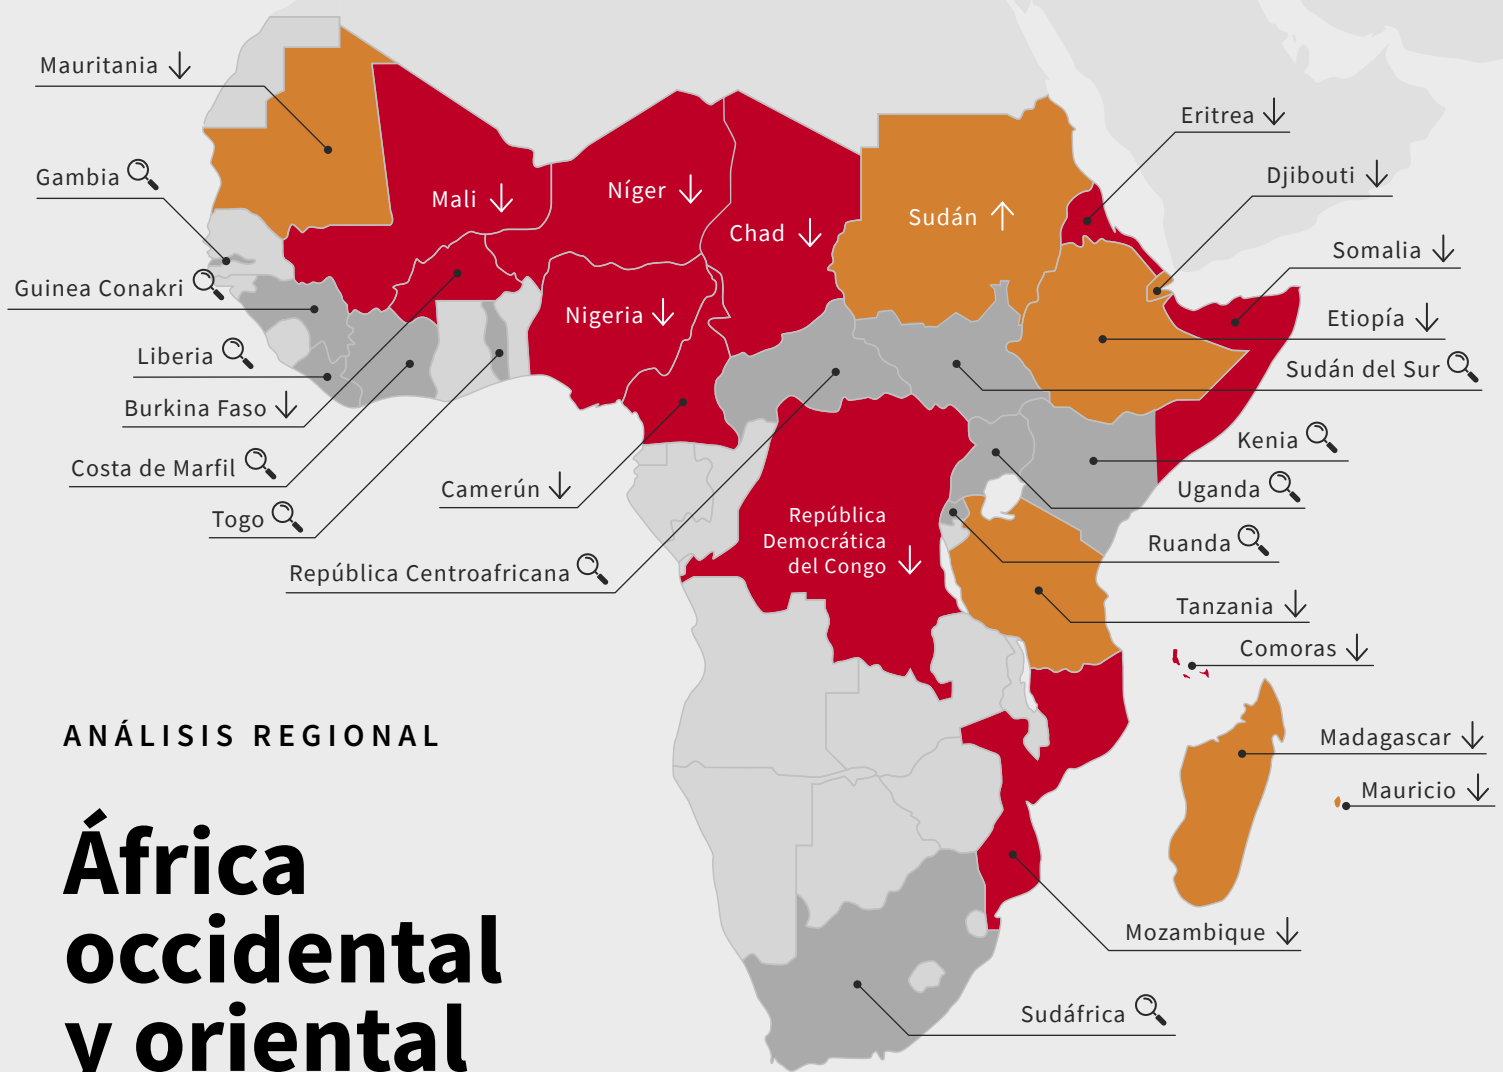 Mauritania
Gambia
Guinea Conakri
Liberia
Burkina Faso
Costa de Marfil
Togo
Camerún
República Centroafricana
Mali
Níger
Chad
Nigeria
Sudán
República
Democrática
del Congo
Eritrea
Djibouti
Somalia
Etiopía
Sudán del Sur
Kenia
Uganda
Ruanda
Tanzania
Comoras
Madagascar
Mauricio
Mozambique
Sudáfrica
ANÁLISIS REGIONAL
África
occidental
y oriental